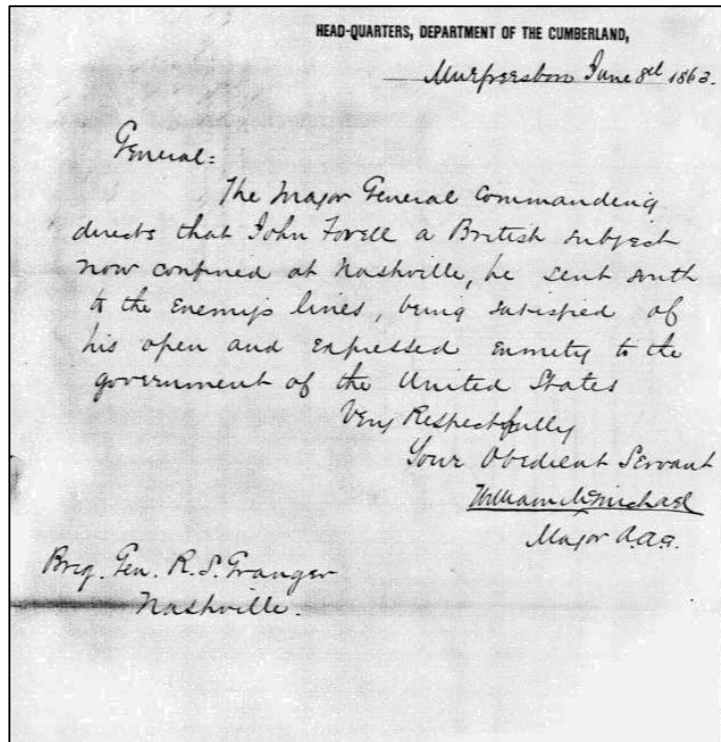 HEAD-QUARTERS, DEPARTMENT OF THE CUMBERLAND,
Murfreesboro June 8th 1863.
General:
The Major General Commanding
directs that John Fovell a British subject
now confined at Nashville, be sent south
to the Enemy's lines, being satisfied of
his open and expressed enmity to the
government of the United States
Very Respectfully
Your Obedient Servant
William McMichael
Major A.A.G.
Brig. Gen. R. S. Granger
Nashville.